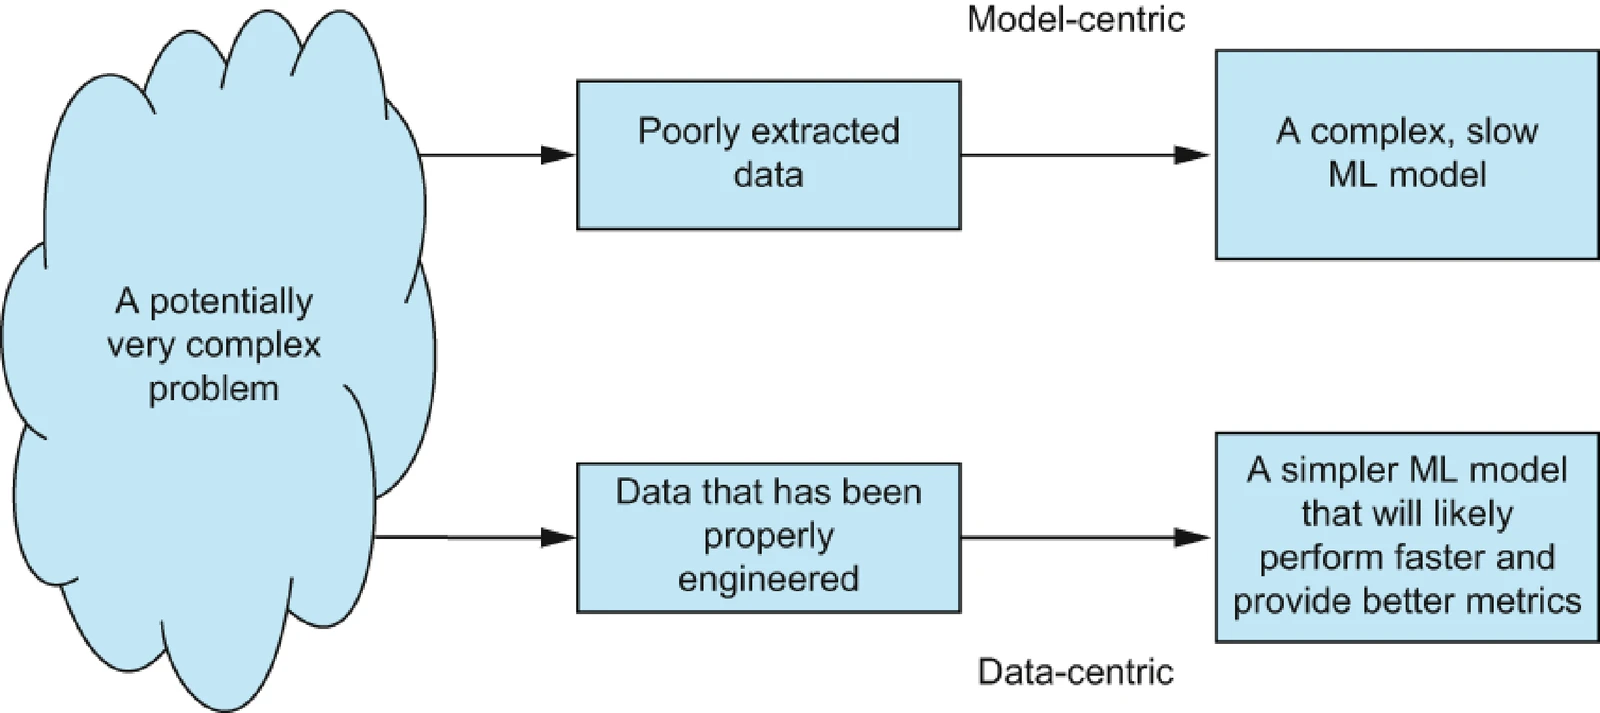 Model-centric
Poorly extracted
data
A complex, slow
ML model
A potentially
very complex
problem
Data that has been
properly
engineered
A simpler ML model
that will likely
perform faster and
provide better metrics
Data-centric